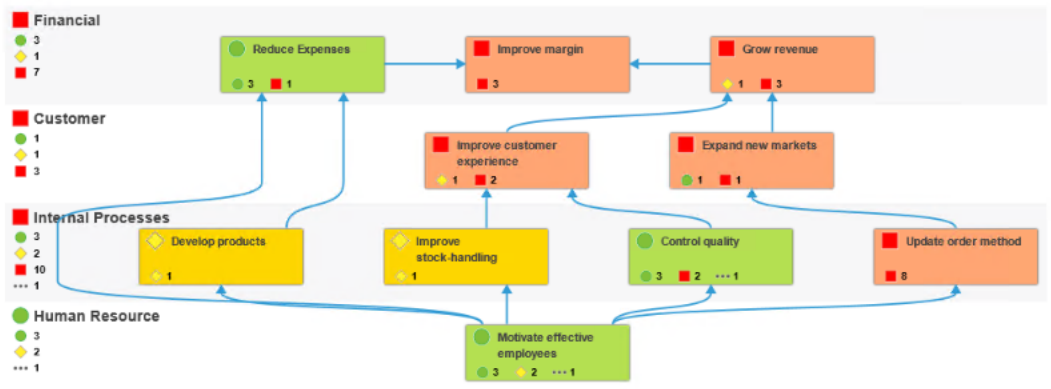 Financial
3
1
7
Reduce Expenses
3 1
Improve margin
3
Grow revenue
1 3
Customer
1
1
3
Improve customer
experience
1 2
Expand new markets
1 1
Internal Processes
3
2
10
1
Develop products
1
Improve
stock-handling
1
Control quality
3 2 1
Update order method
8
Human Resource
3
2
1
Motivate effective
employees
3 2 1